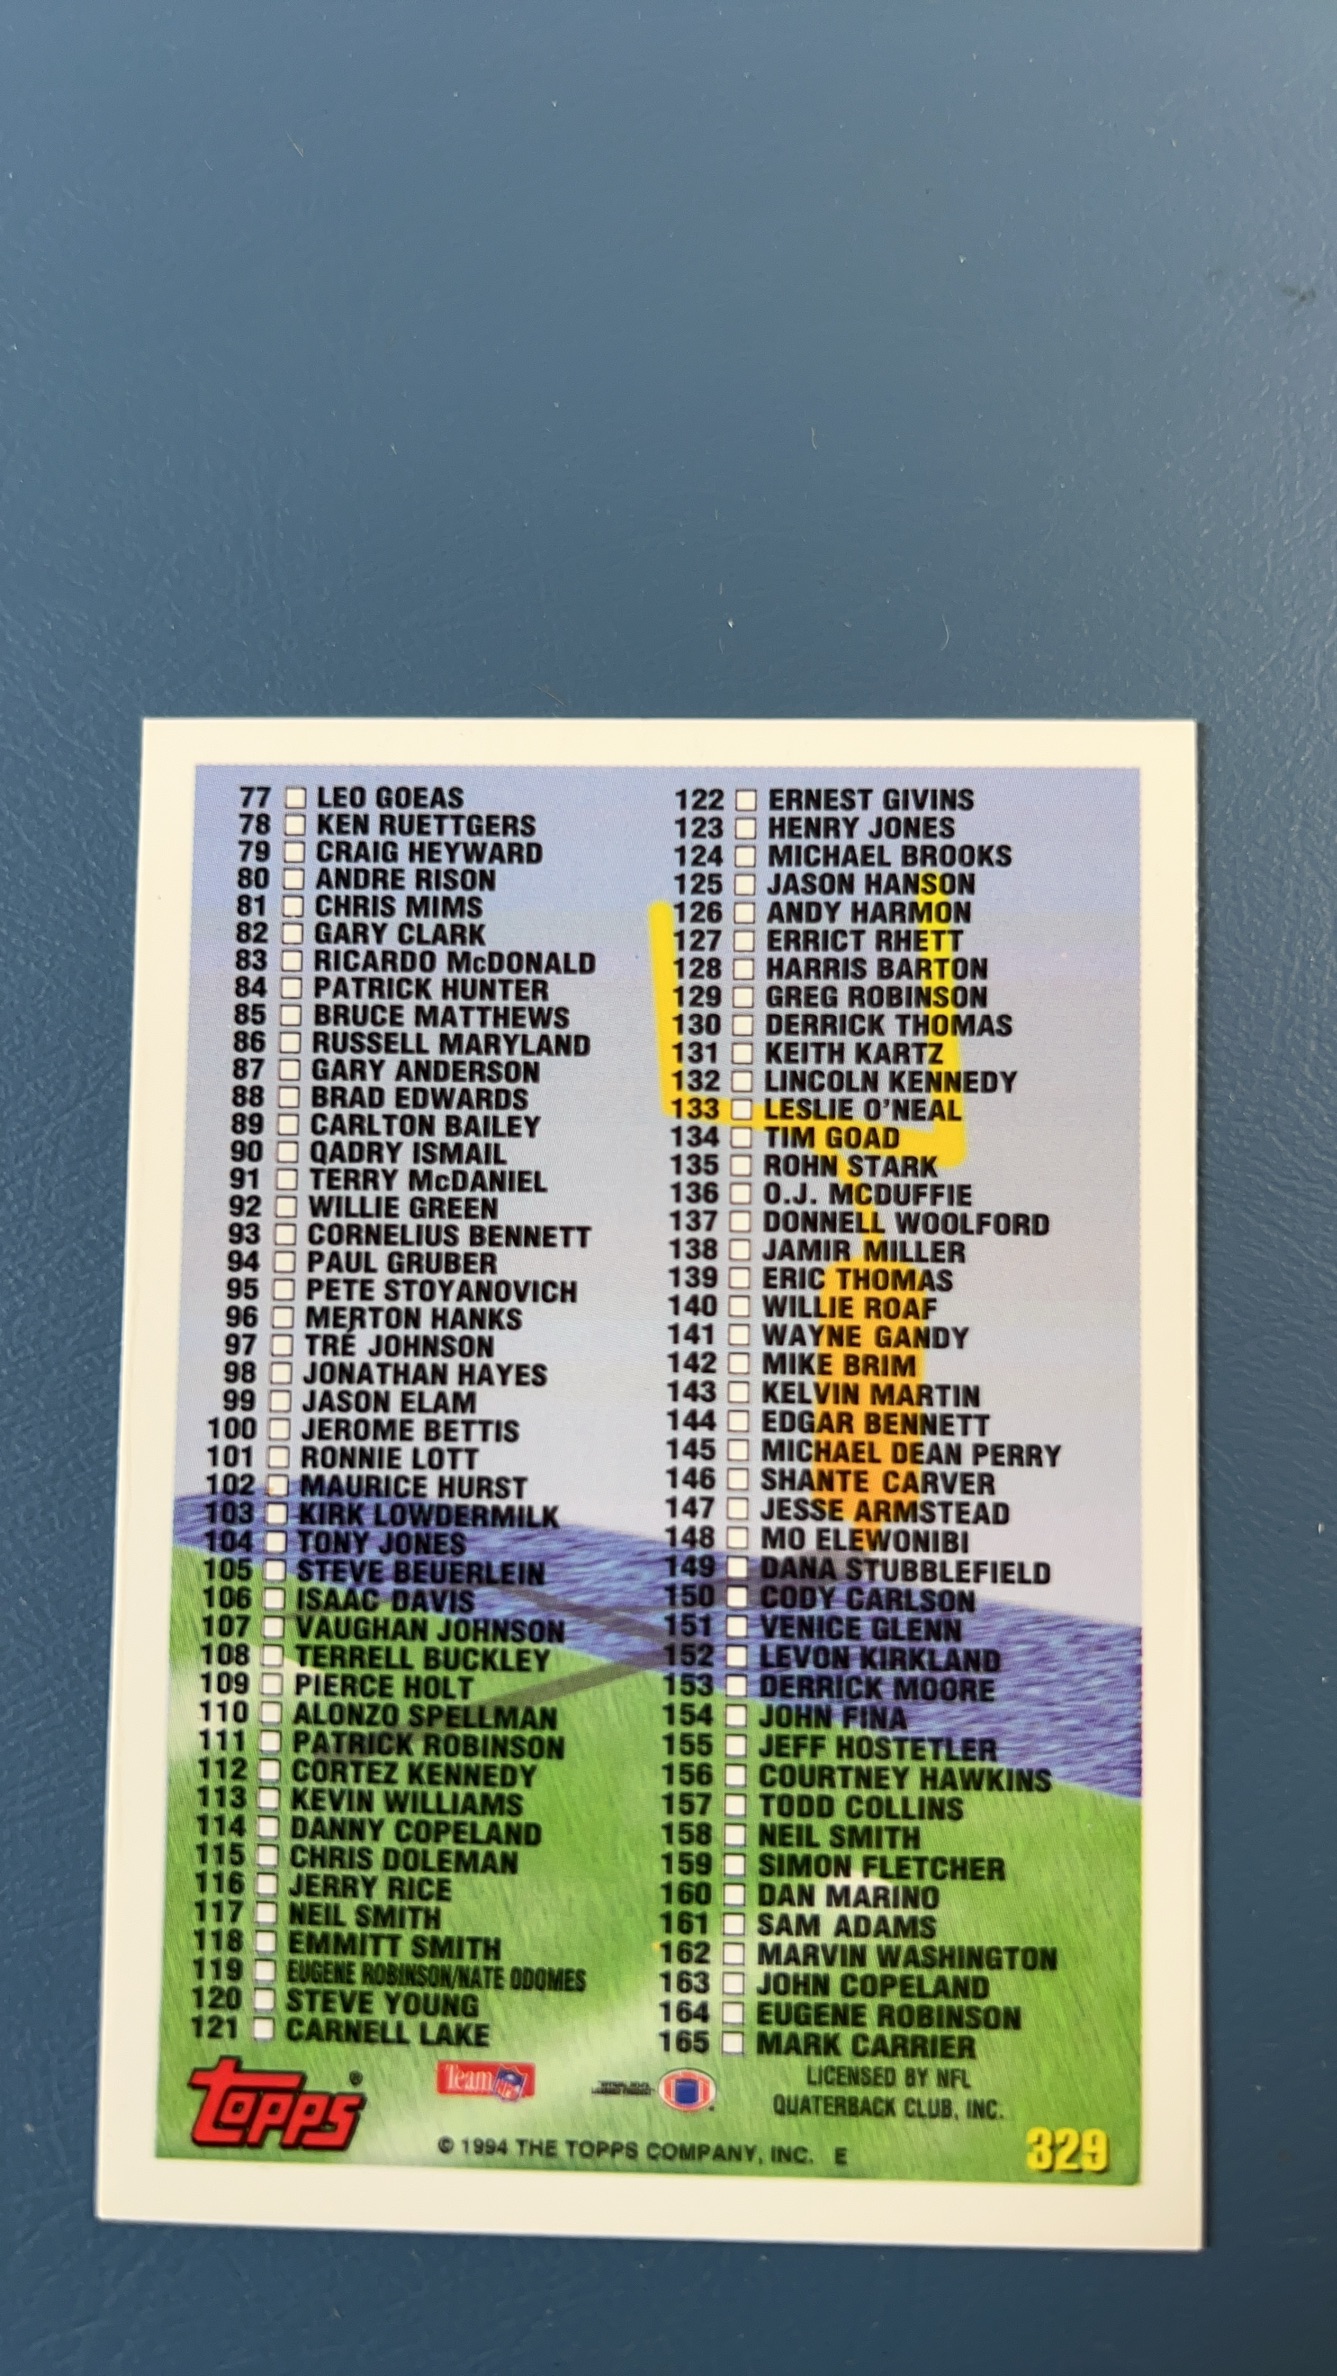 77 LEO GOEAS
78 KEN RUETTGERS
79 CRAIG HEYWARD
80 ANDRE RISON
81 CHRIS MIMS
82 GARY CLARK
83 RICARDO McDONALD
84 PATRICK HUNTER
85 BRUCE MATTHEWS
86 RUSSELL MARYLAND
87 GARY ANDERSON
88 BRAD EDWARDS
89 CARLTON BAILEY
90 QADRY ISMAIL
91 TERRY McDANIEL
92 WILLIE GREEN
93 CORNELIUS BENNETT
94 PAUL GRUBER
95 PETE STOYANOVICH
96 MERTON HANKS
97 TRÉ JOHNSON
98 JONATHAN HAYES
99 JASON ELAM
100 JEROME BETTIS
101 RONNIE LOTT
102 MAURICE HURST
103 KIRK LOWDERMILK
104 TONY JONES
105 STEVE BEUERLEIN
106 ISAAC DAVIS
107 VAUGHAN JOHNSON
108 TERRELL BUCKLEY
109 PIERCE HOLT
110 ALONZO SPELLMAN
111 PATRICK ROBINSON
112 CORTEZ KENNEDY
113 KEVIN WILLIAMS
114 DANNY COPELAND
115 CHRIS DOLEMAN
116 JERRY RICE
117 NEIL SMITH
118 EMMITT SMITH
119 EUGENE ROBINSON/NATE ODOMES
120 STEVE YOUNG
121 CARNELL LAKE
122 ERNEST GIVINS
123 HENRY JONES
124 MICHAEL BROOKS
125 JASON HANSON
126 ANDY HARMON
127 ERRICT RHETT
128 HARRIS BARTON
129 GREG ROBINSON
130 DERRICK THOMAS
131 KEITH KARTZ
132 LINCOLN KENNEDY
133 LESLIE O'NEAL
134 TIM GOAD
135 ROHN STARK
136 O.J. MCDUFFIE
137 DONNELL WOOLFORD
138 JAMIR MILLER
139 ERIC THOMAS
140 WILLIE ROAF
141 WAYNE GANDY
142 MIKE BRIM
143 KELVIN MARTIN
144 EDGAR BENNETT
145 MICHAEL DEAN PERRY
146 SHANTE CARVER
147 JESSE ARMSTEAD
148 MO ELEWONIBI
149 DANA STUBBLEFIELD
150 CODY CARLSON
151 VENICE GLENN
152 LEVON KIRKLAND
153 DERRICK MOORE
154 JOHN FINA
155 JEFF HOSTETLER
156 COURTNEY HAWKINS
157 TODD COLLINS
158 NEIL SMITH
159 SIMON FLETCHER
160 DAN MARINO
161 SAM ADAMS
162 MARVIN WASHINGTON
163 JOHN COPELAND
164 EUGENE ROBINSON
165 MARK CARRIER
TOPPS ®
Team NFL
LICENSED BY NFL
QUATERBACK CLUB, INC.
© 1994 THE TOPPS COMPANY, INC. E
329